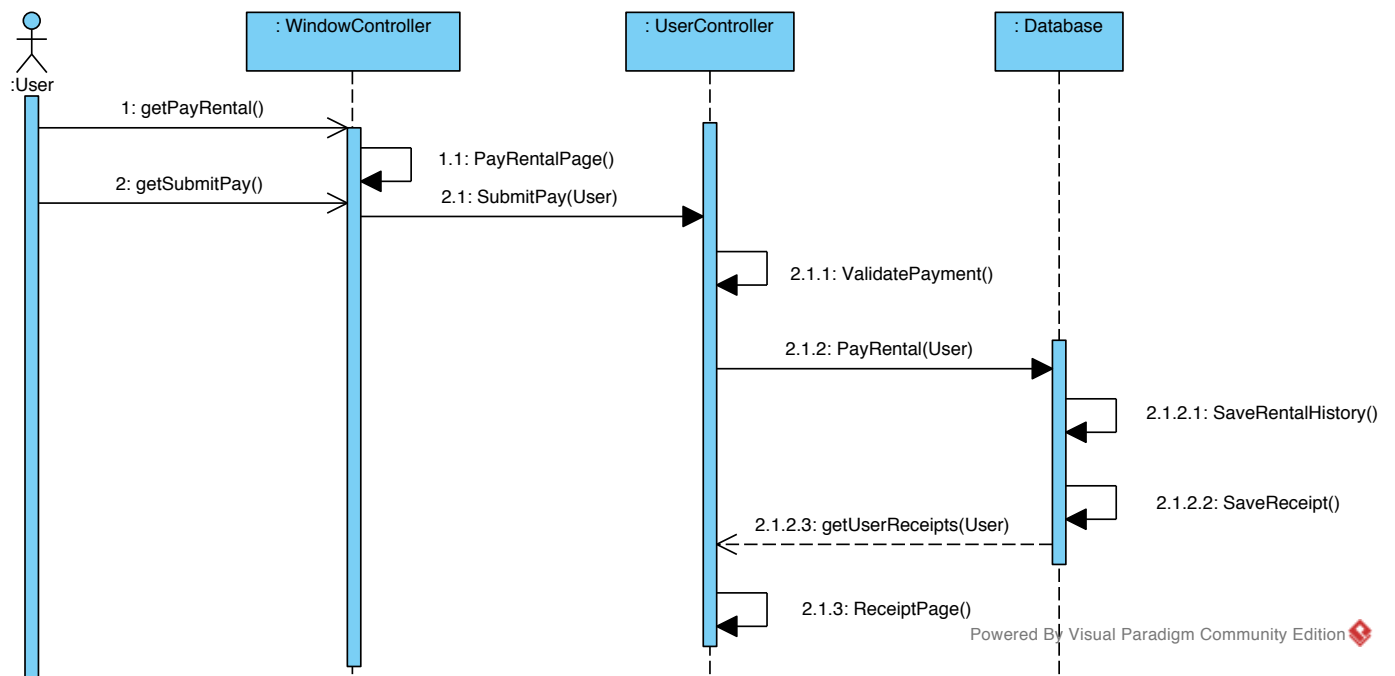 : WindowController
: UserController
: Database
:User
1: getPayRental()
1.1: PayRentalPage()
2: getSubmitPay()
2.1: SubmitPay(User)
2.1.1: ValidatePayment()
2.1.2: PayRental(User)
2.1.2.1: SaveRentalHistory()
2.1.2.2: SaveReceipt()
2.1.2.3: getUserReceipts(User)
2.1.3: ReceiptPage()
Powered By Visual Paradigm Community Edition